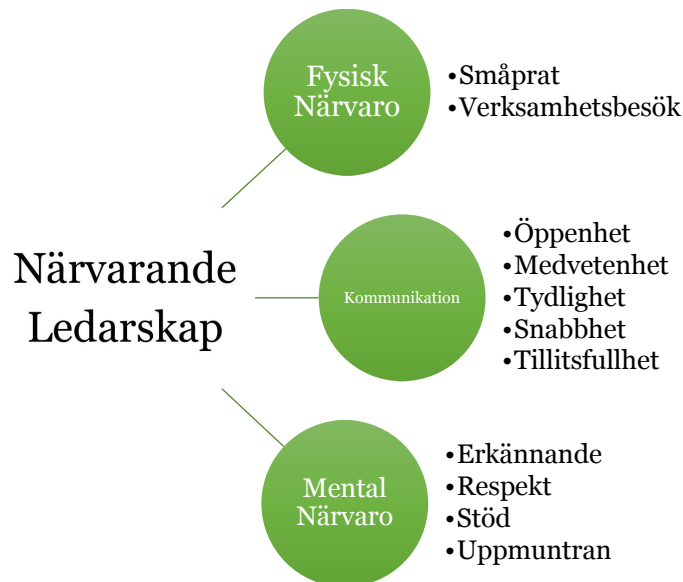 Närvarande
Ledarskap
Fysisk
Närvaro
•Småprat
•Verksamhetsbesök
Kommunikation
•Öppenhet
•Medvetenhet
•Tydlighet
•Snabbhet
•Tillitsfullhet
Mental
Närvaro
•Erkännande
•Respekt
•Stöd
•Uppmuntran